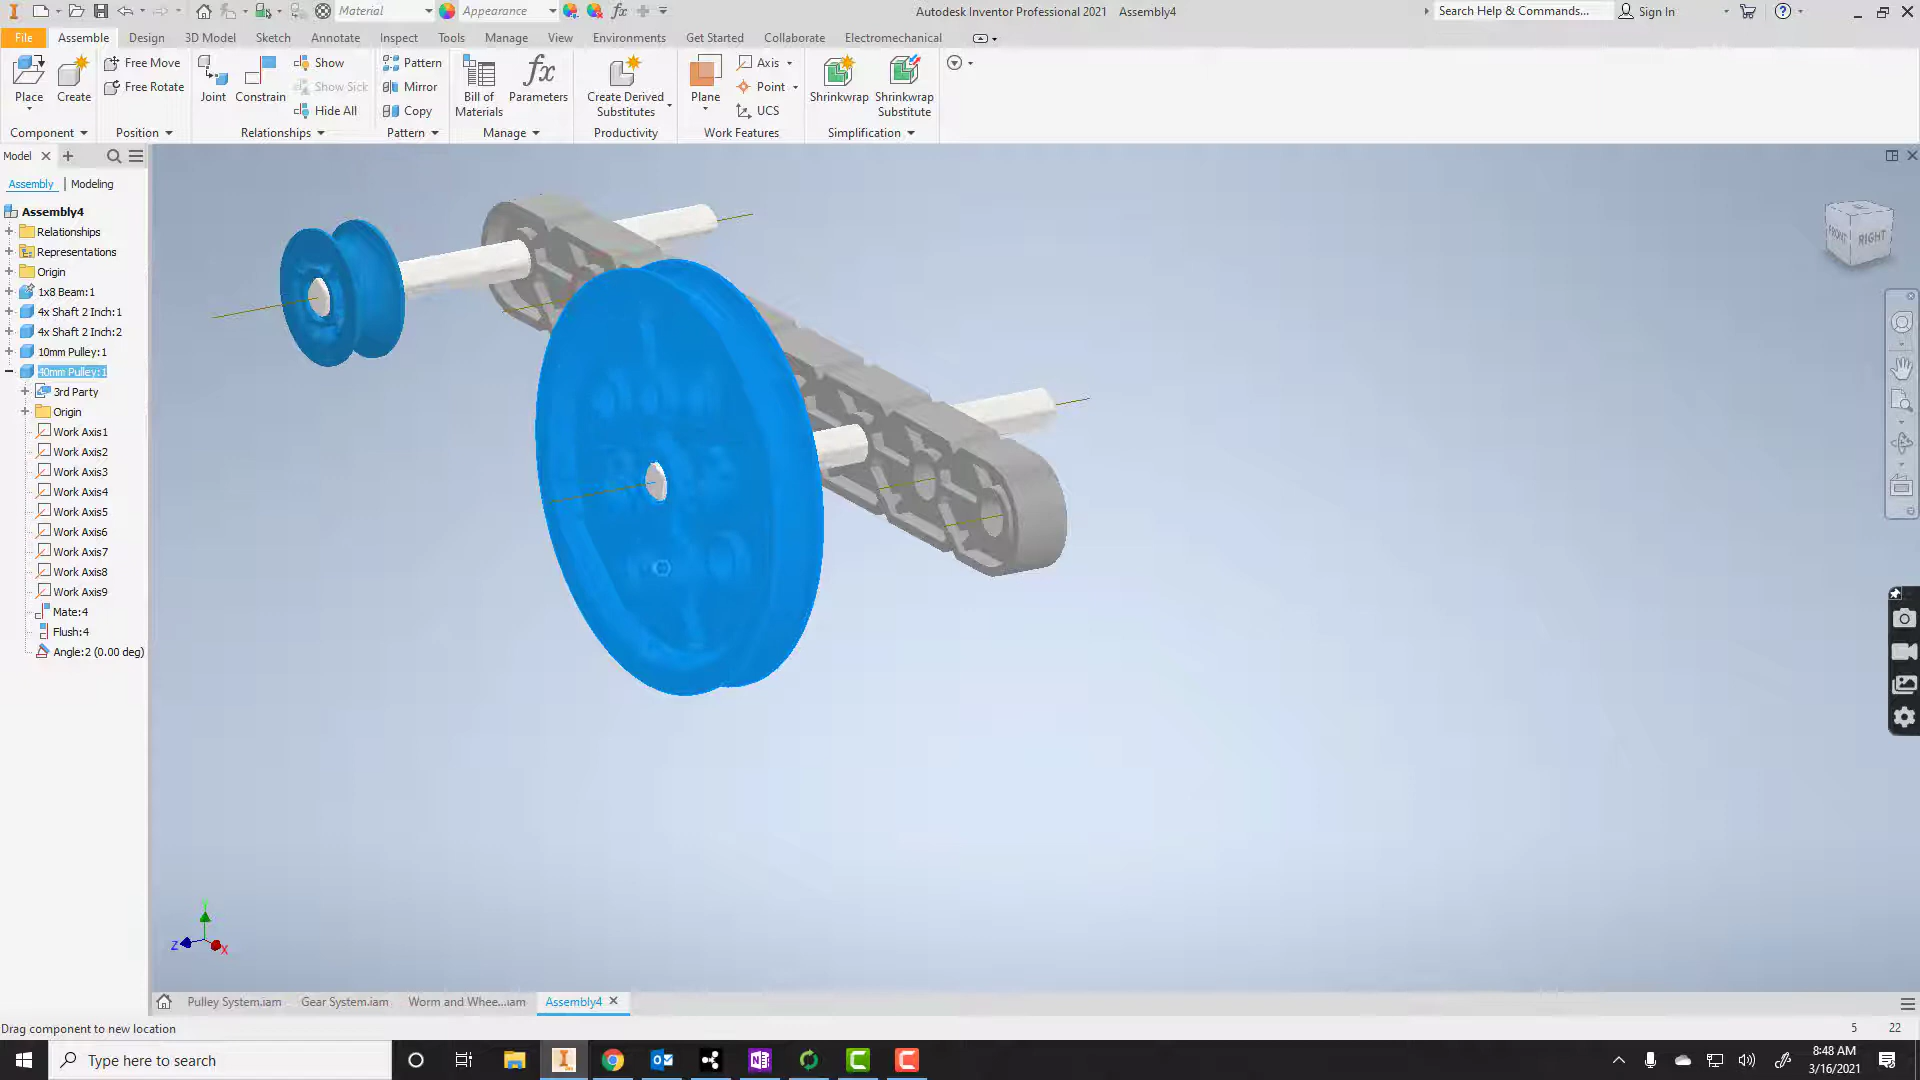 Material
Appearance
fx
Autodesk Inventor Professional 2021 Assembly4
Search Help & Commands...
Sign In
File
Assemble
Design
3D Model
Sketch
Annotate
Inspect
Tools
Manage
View
Environments
Get Started
Collaborate
Electromechanical
Place
Create
Component
Free Move
Free Rotate
Position
Joint
Constrain
Show
Show Sick
Hide All
Relationships
Pattern
Mirror
Copy
Pattern
Bill of
Materials
fx
Parameters
Manage
Create Derived
Substitutes
Productivity
Plane
Axis
Point
UCS
Work Features
Shrinkwrap
Shrinkwrap
Substitute
Simplification
Model
Assembly
Modeling
Assembly4
Relationships
Representations
Origin
1x8 Beam:1
4x Shaft 2 Inch:1
4x Shaft 2 Inch:2
10mm Pulley:1
40mm Pulley:1
3rd Party
Origin
Work Axis1
Work Axis2
Work Axis3
Work Axis4
Work Axis5
Work Axis6
Work Axis7
Work Axis8
Work Axis9
Mate:4
Flush:4
Angle:2 (0.00 deg)
FRONT
RIGHT
Y
Z
X
Pulley System.iam
Gear System.iam
Worm and Whee...iam
Assembly4
Drag component to new location
5
22
Type here to search
8:48 AM
3/16/2021